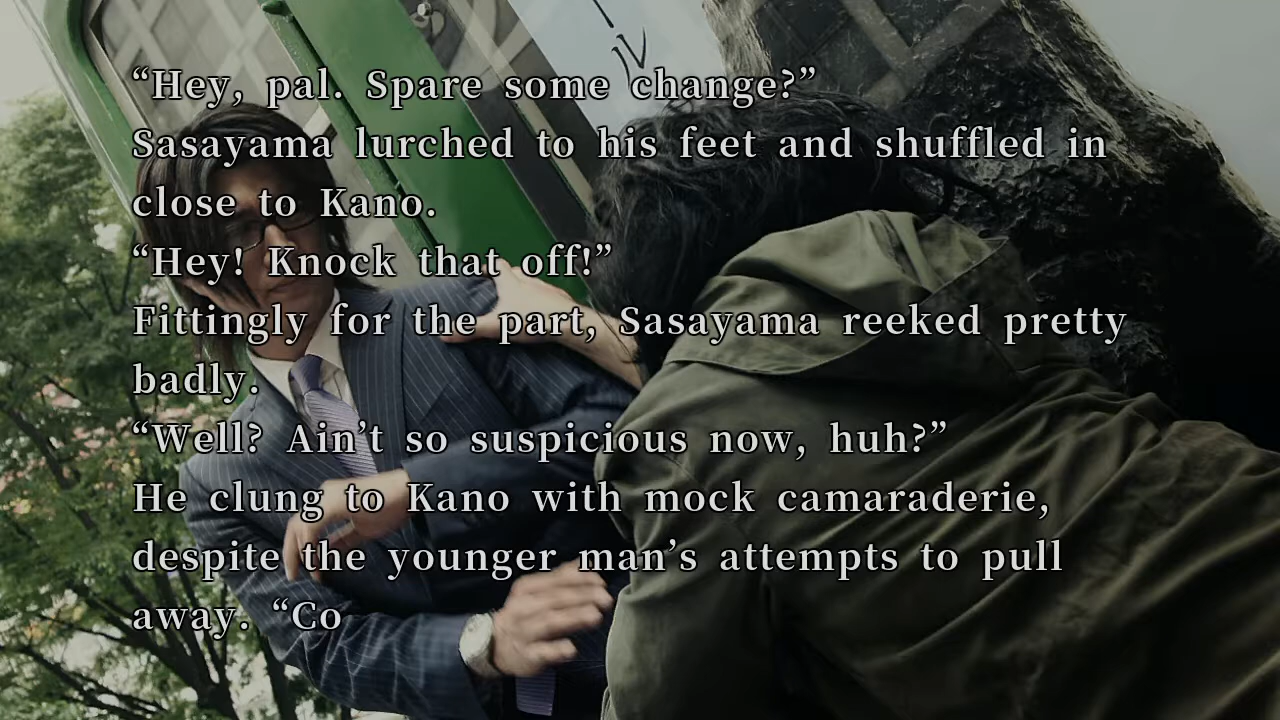 ル
“Hey, pal. Spare some change?”
Sasayama lurched to his feet and shuffled in
close to Kano.
“Hey! Knock that off!”
Fittingly for the part, Sasayama reeked pretty
badly.
“Well? Ain’t so suspicious now, huh?”
He clung to Kano with mock camaraderie,
despite the younger man’s attempts to pull
away. “Co